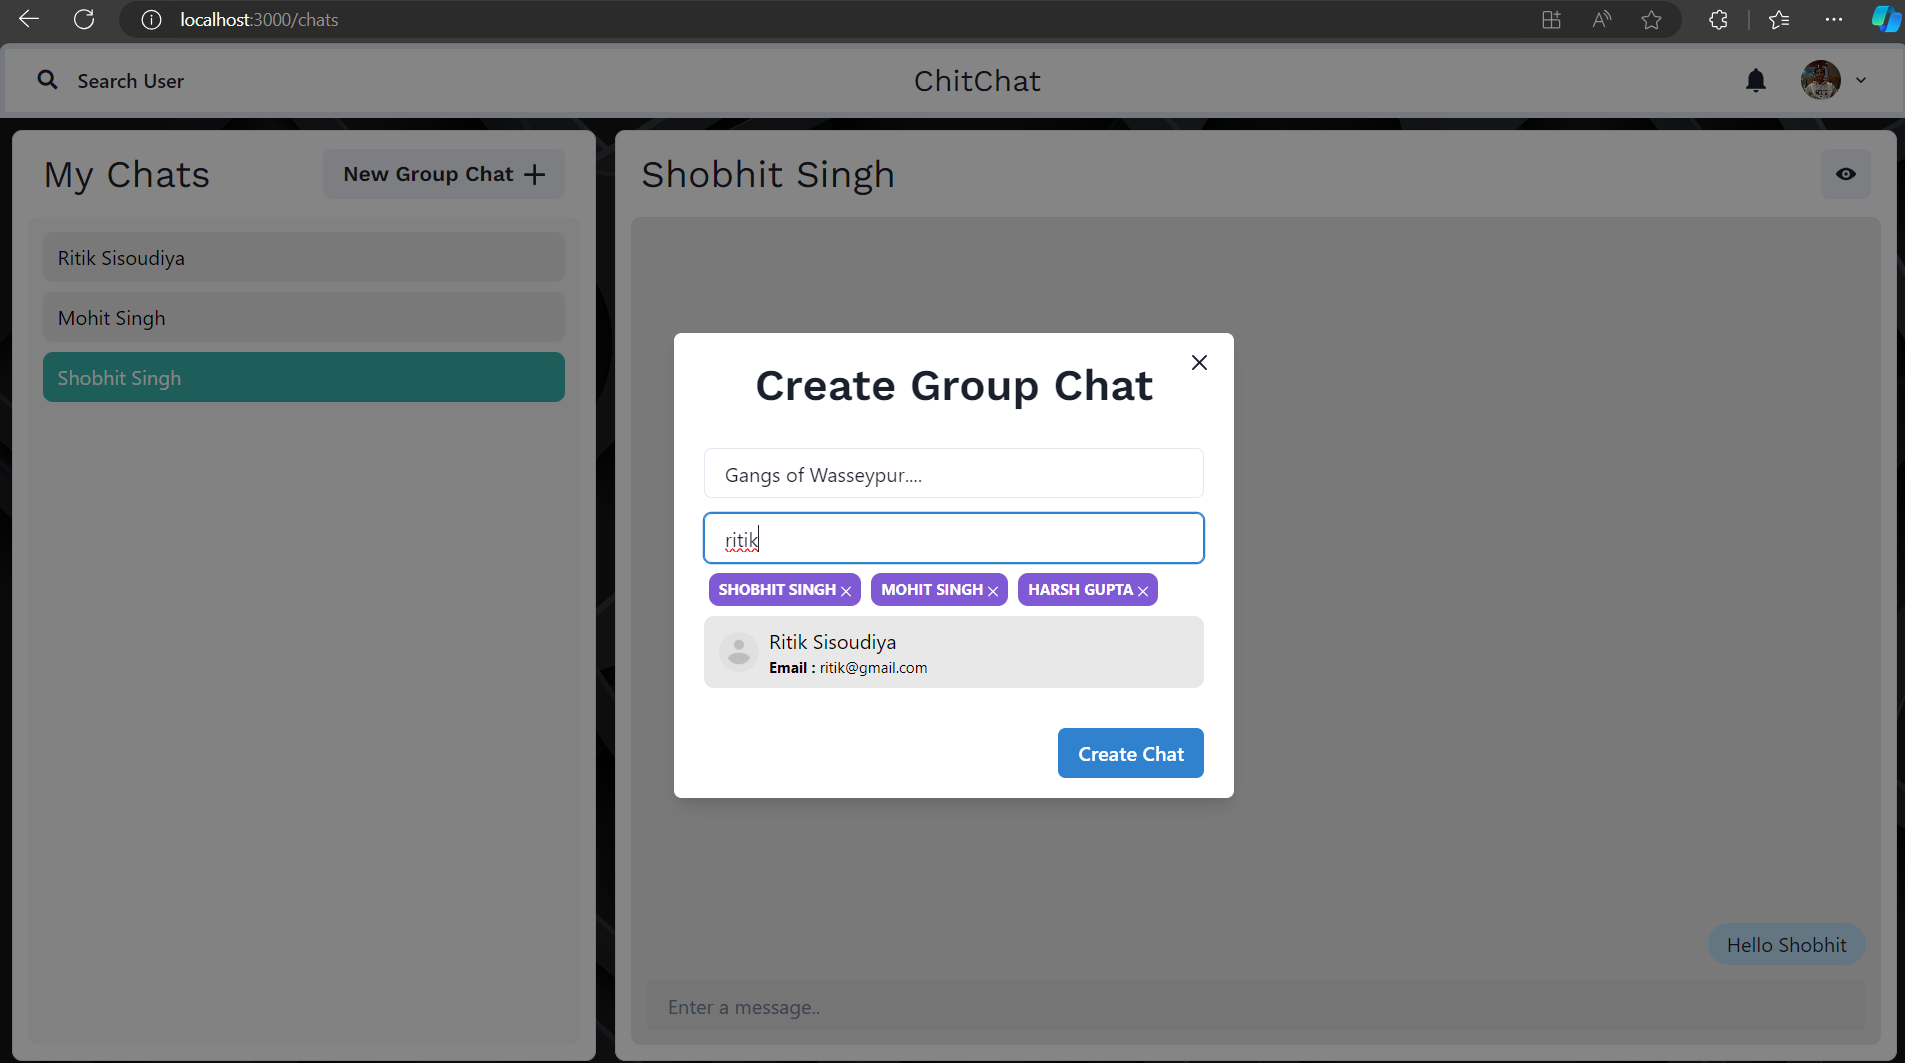 localhost:3000/chats
Search User
ChitChat
My Chats
New Group Chat
Ritik Sisoudiya
Mohit Singh
Shobhit Singh
Shobhit Singh
Create Group Chat
Gangs of Wasseypur....
ritik
SHOBHIT SINGH
MOHIT SINGH
HARSH GUPTA
Ritik Sisoudiya
Email : ritik@gmail.com
Create Chat
Hello Shobhit
Enter a message..